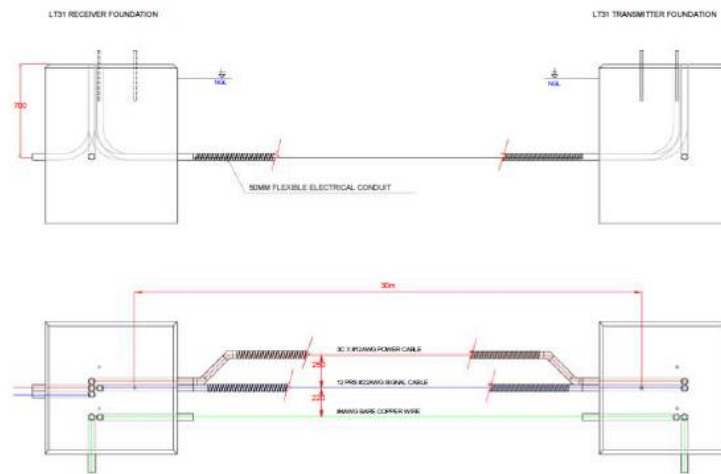 LT31 RECEIVER FOUNDATION
LT31 TRANSMITTER FOUNDATION
NGL
NGL
700
50MM FLEXIBLE ELECTRICAL CONDUIT
30m
3C X #12AWG POWER CABLE
250
12 PRS #22AWG SIGNAL CABLE
220
#4AWG BARE COPPER WIRE